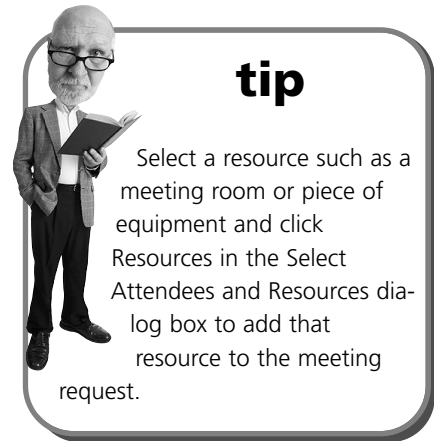 tip
Select a resource such as a
meeting room or piece of
equipment and click
Resources in the Select
Attendees and Resources dia-
log box to add that
resource to the meeting
request.